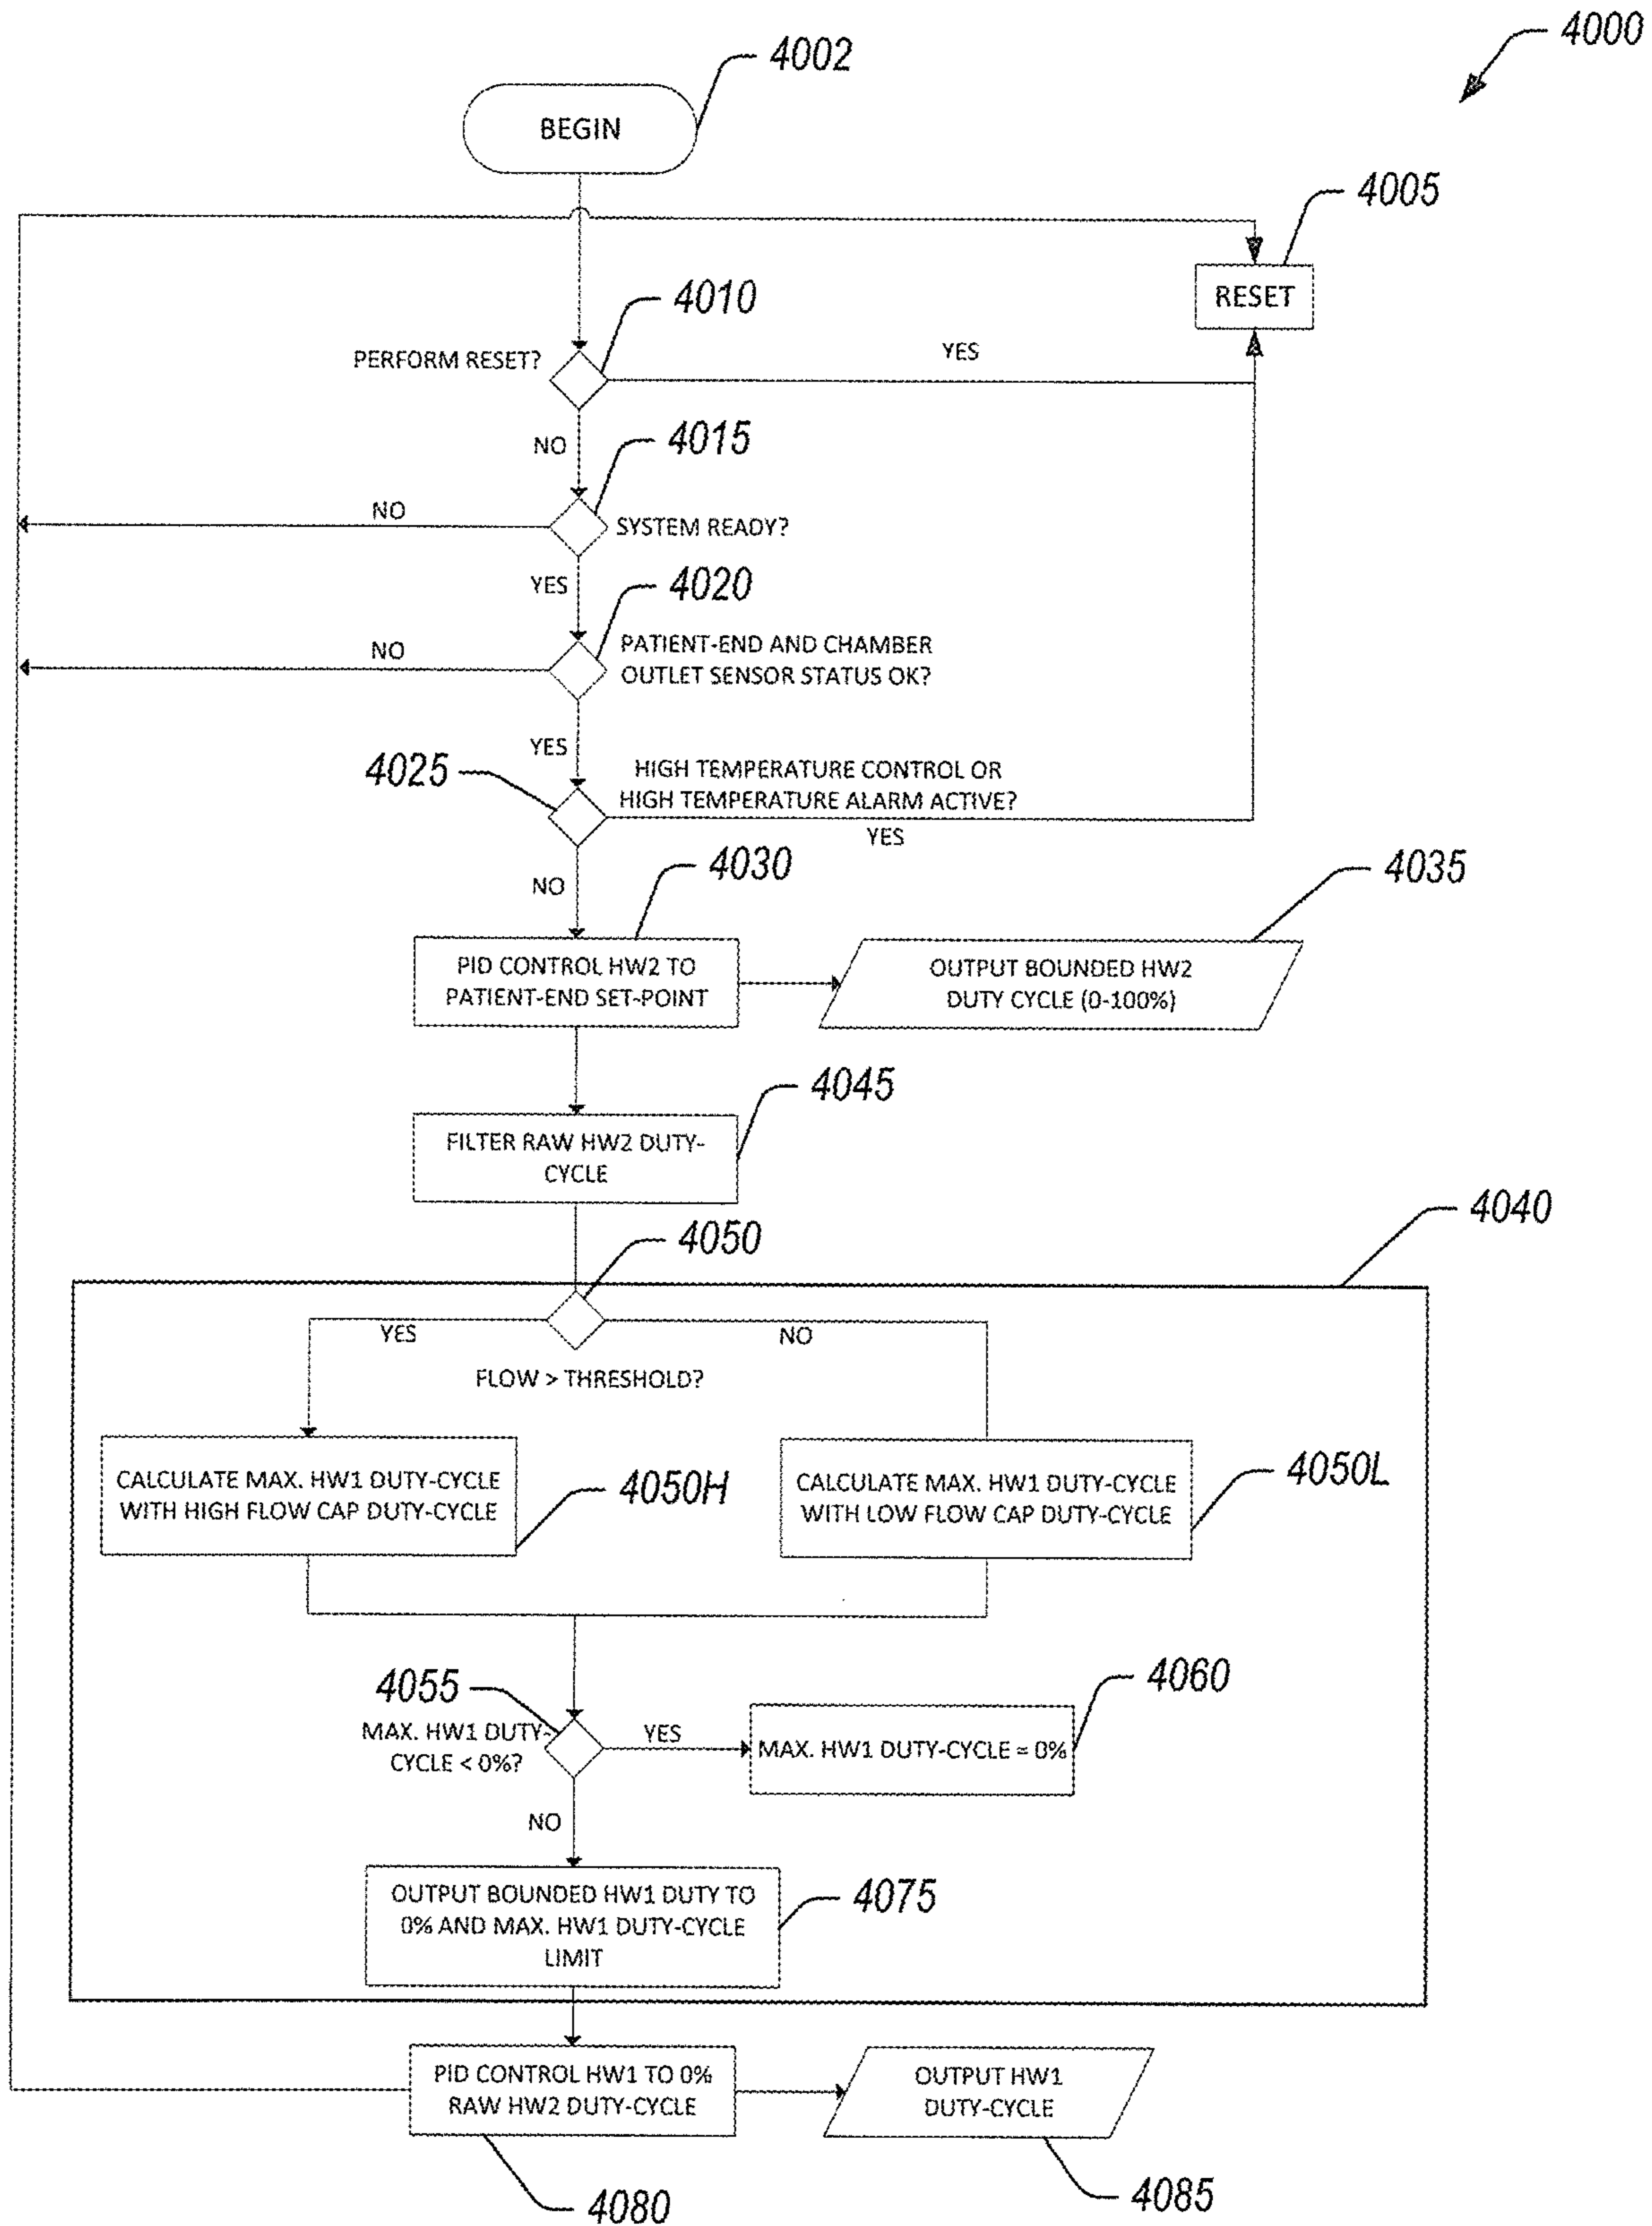 4000
4002
BEGIN
4005
RESET
4010
PERFORM RESET?
YES
NO
4015
NO
SYSTEM READY?
YES
4020
NO
PATIENT-END AND CHAMBER
OUTLET SENSOR STATUS OK?
YES
4025
HIGH TEMPERATURE CONTROL OR
HIGH TEMPERATURE ALARM ACTIVE?
YES
NO
4030
4035
PID CONTROL HW2 TO
PATIENT-END SET-POINT
OUTPUT BOUNDED HW2
DUTY CYCLE (0-100%)
4045
FILTER RAW HW2 DUTY-
CYCLE
4040
4050
YES
NO
FLOW > THRESHOLD?
CALCULATE MAX. HW1 DUTY-CYCLE
WITH HIGH FLOW CAP DUTY-CYCLE
4050H
CALCULATE MAX. HW1 DUTY-CYCLE
WITH LOW FLOW CAP DUTY-CYCLE
4050L
4055
4060
MAX. HW1 DUTY-
CYCLE < 0%?
YES
MAX. HW1 DUTY-CYCLE = 0%
NO
OUTPUT BOUNDED HW1 DUTY TO
0% AND MAX. HW1 DUTY-CYCLE
LIMIT
4075
PID CONTROL HW1 TO 0%
RAW HW2 DUTY-CYCLE
OUTPUT HW1
DUTY-CYCLE
4080
4085